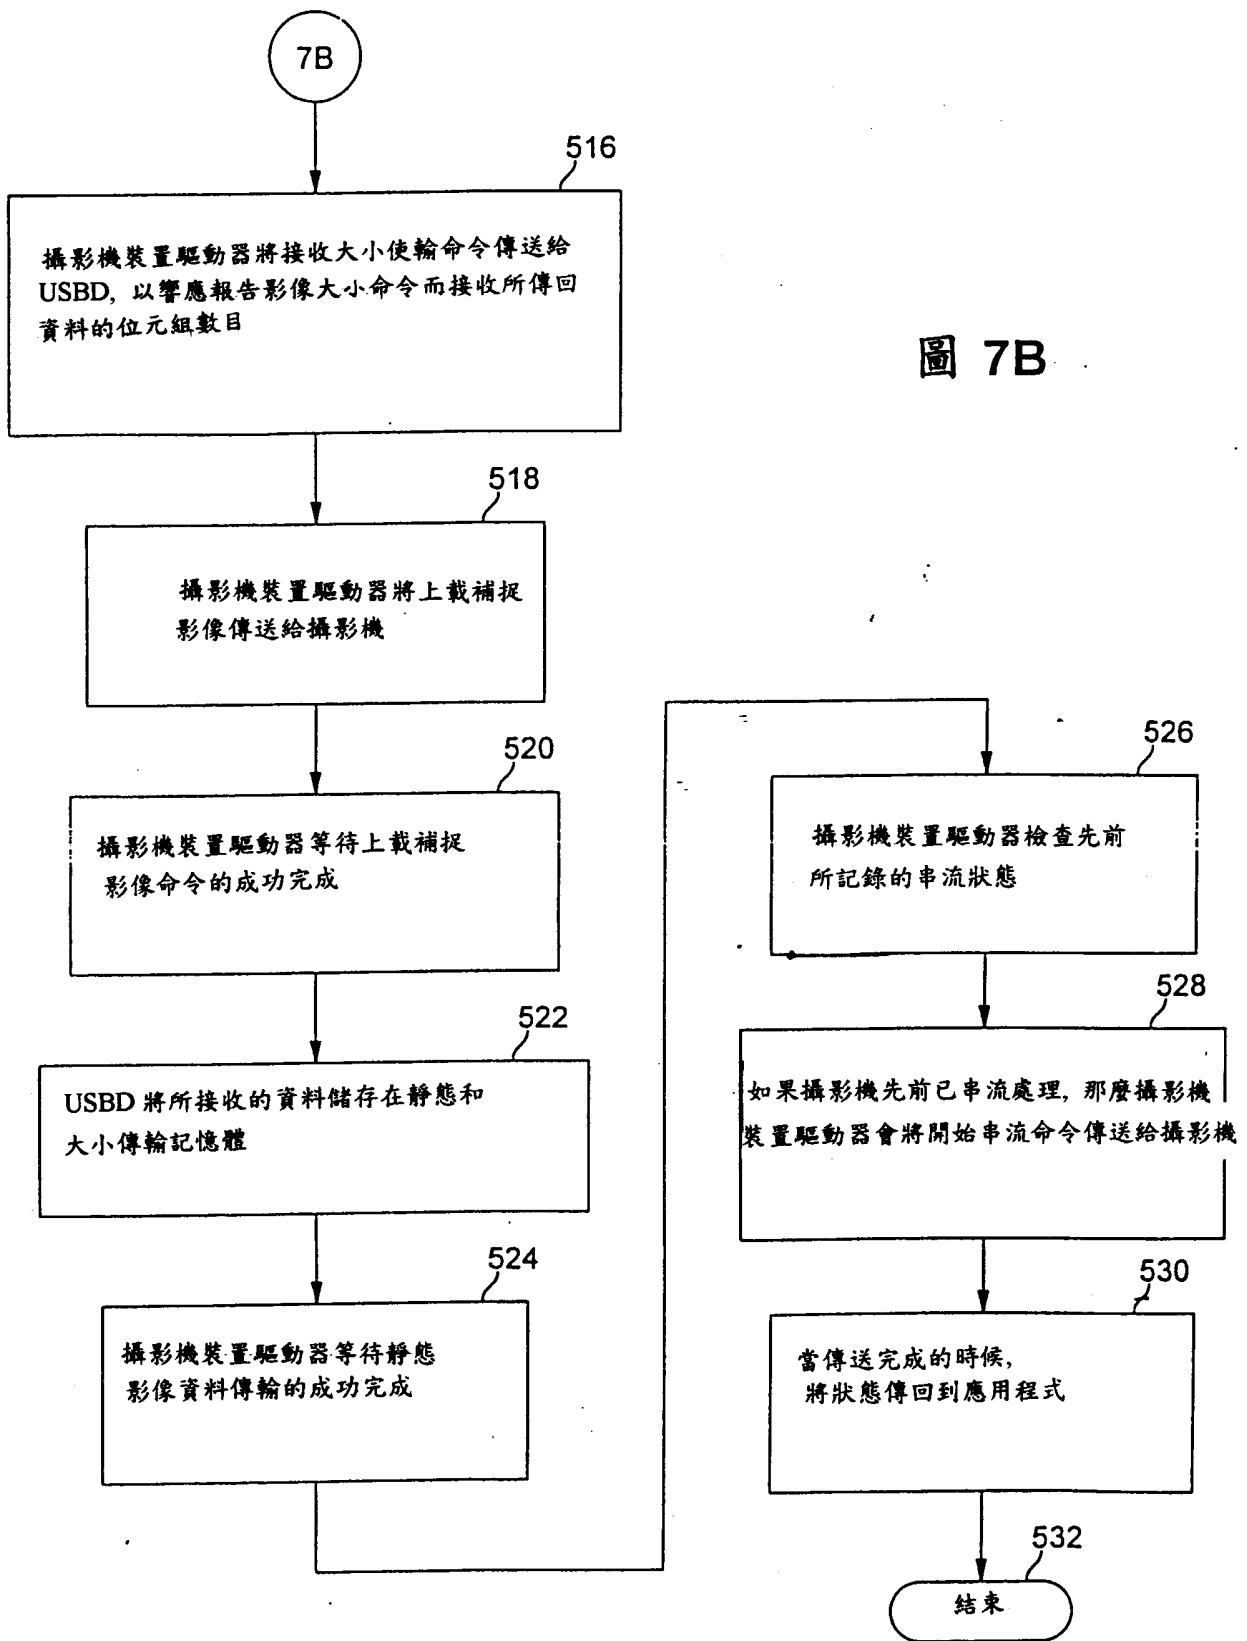 7B
516
攝影機裝置驅動器將接收大小使輸命令傳送給
USBD, 以響應報告影像大小命令而接收所傳回
資料的位元組數目
圖 7B
518
攝影機裝置驅動器將上載補捉
影像傳送給攝影機
520
攝影機裝置驅動器等待上載補捉
影像命令的成功完成
522
USBD 將所接收的資料儲存在靜態和
大小傳輸記憶體
524
攝影機裝置驅動器等待靜態
影像資料傳輸的成功完成
526
攝影機裝置驅動器檢查先前
所記錄的串流狀態
528
如果攝影機先前已串流處理, 那麼攝影機
裝置驅動器會將開始串流命令傳送給攝影機
530
當傳送完成的時候,
將狀態傳回到應用程式
532
結束